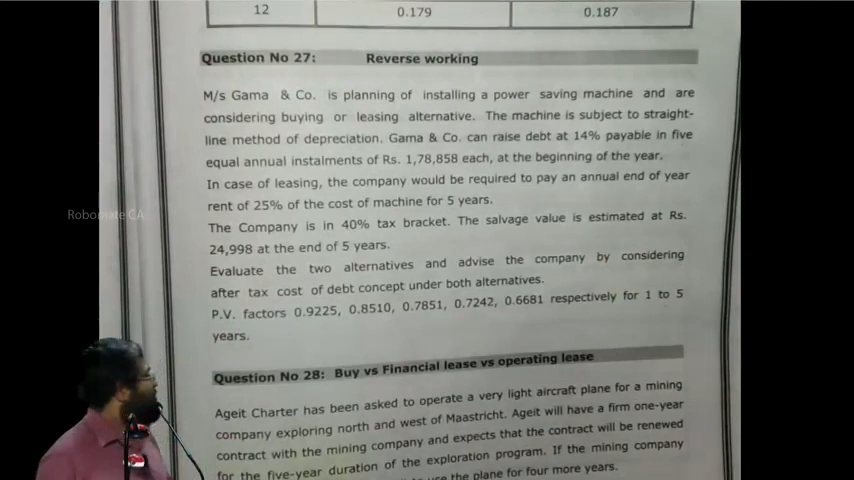 12 0.179 0.187
Question No 27: Reverse working
M/s Gama & Co. is planning of installing a power saving machine and are
considering buying or leasing alternative. The machine is subject to straight-
line method of depreciation. Gama & Co. can raise debt at 14% payable in five
equal annual instalments of Rs. 1,78,858 each, at the beginning of the year.
In case of leasing, the company would be required to pay an annual end of year
rent of 25% of the cost of machine for 5 years.
The Company is in 40% tax bracket. The salvage value is estimated at Rs.
24,998 at the end of 5 years.
Evaluate the two alternatives and advise the company by considering
after tax cost of debt concept under both alternatives.
P.V. factors 0.9225, 0.8510, 0.7851, 0.7242, 0.6681 respectively for 1 to 5
years.
Robomate CA
Question No 28: Buy vs Financial lease vs operating lease
Ageit Charter has been asked to operate a very light aircraft plane for a mining
company exploring north and west of Maastricht. Ageit will have a firm one-year
contract with the mining company and expects that the contract will be renewed
for the five-year duration of the exploration program. If the mining company
use the plane for four more years.